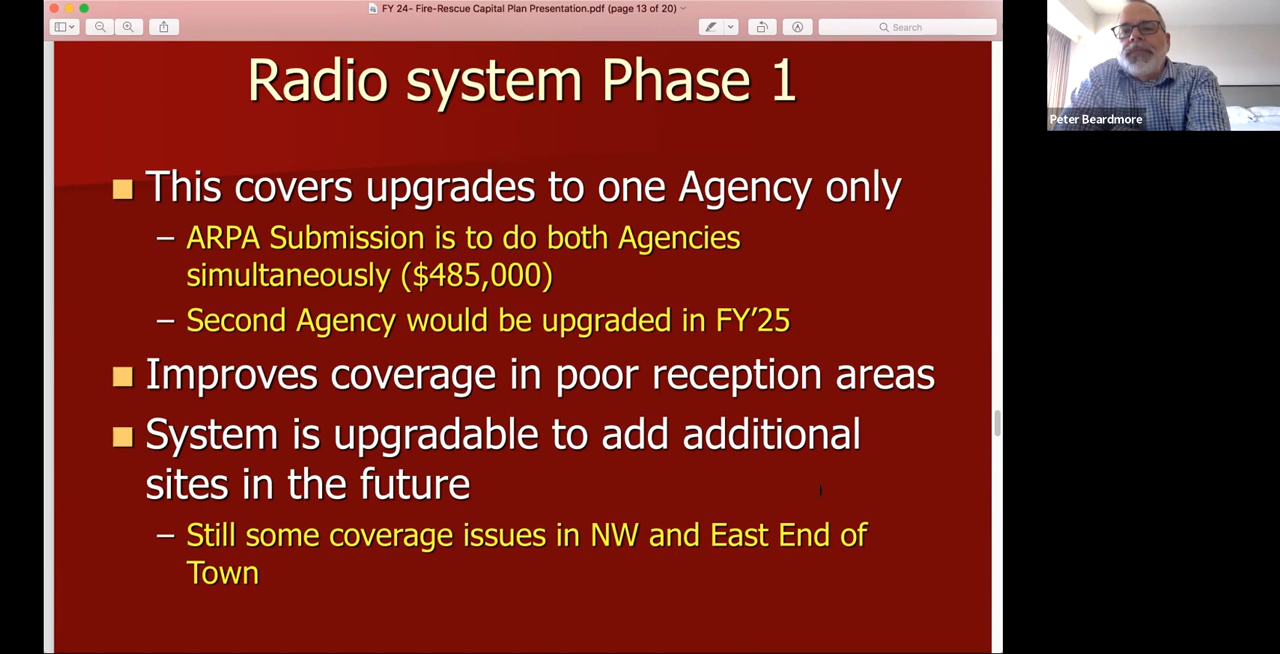 FY 24- Fire-Rescue Capital Plan Presentation.pdf (page 13 of 20)
Search
Radio system Phase 1
This covers upgrades to one Agency only
– ARPA Submission is to do both Agencies
simultaneously ($485,000)
– Second Agency would be upgraded in FY'25
Improves coverage in poor reception areas
System is upgradable to add additional
sites in the future
– Still some coverage issues in NW and East End of
Town
Peter Beardmore